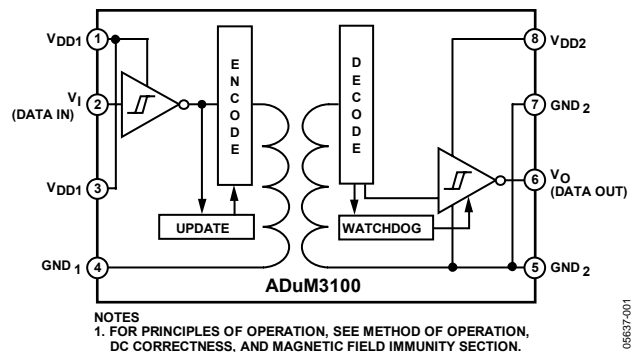 VDD1 1
VI 2
(DATA IN)
VDD1 3
GND1 4
ENCODE
UPDATE
DECODE
WATCHDOG
8 VDD2
7 GND2
6 VO
(DATA OUT)
5 GND2
ADuM3100
NOTES
1. FOR PRINCIPLES OF OPERATION, SEE METHOD OF OPERATION,
DC CORRECTNESS, AND MAGNETIC FIELD IMMUNITY SECTION.
05637-001